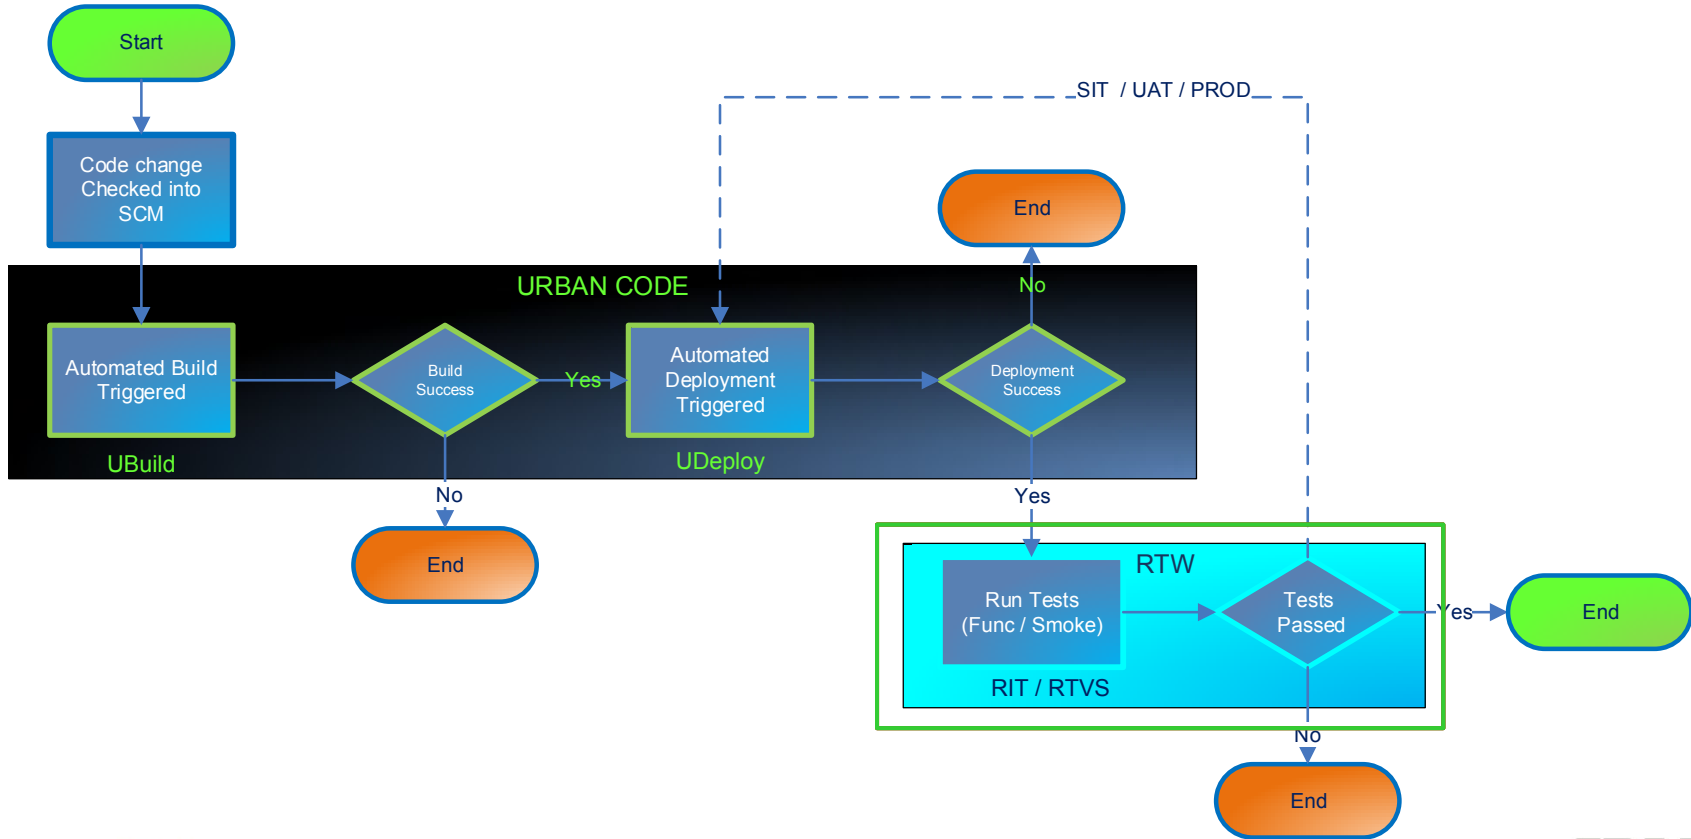 Start
SIT / UAT / PROD
Code change
Checked into
SCM
End
URBAN CODE
No
Automated Build
Triggered
Build
Success
Yes
Automated
Deployment
Triggered
Deployment
Success
UBuild
UDeploy
No
Yes
End
RTW
Run Tests
(Func / Smoke)
Tests
Passed
Yes
End
RIT / RTVS
No
End